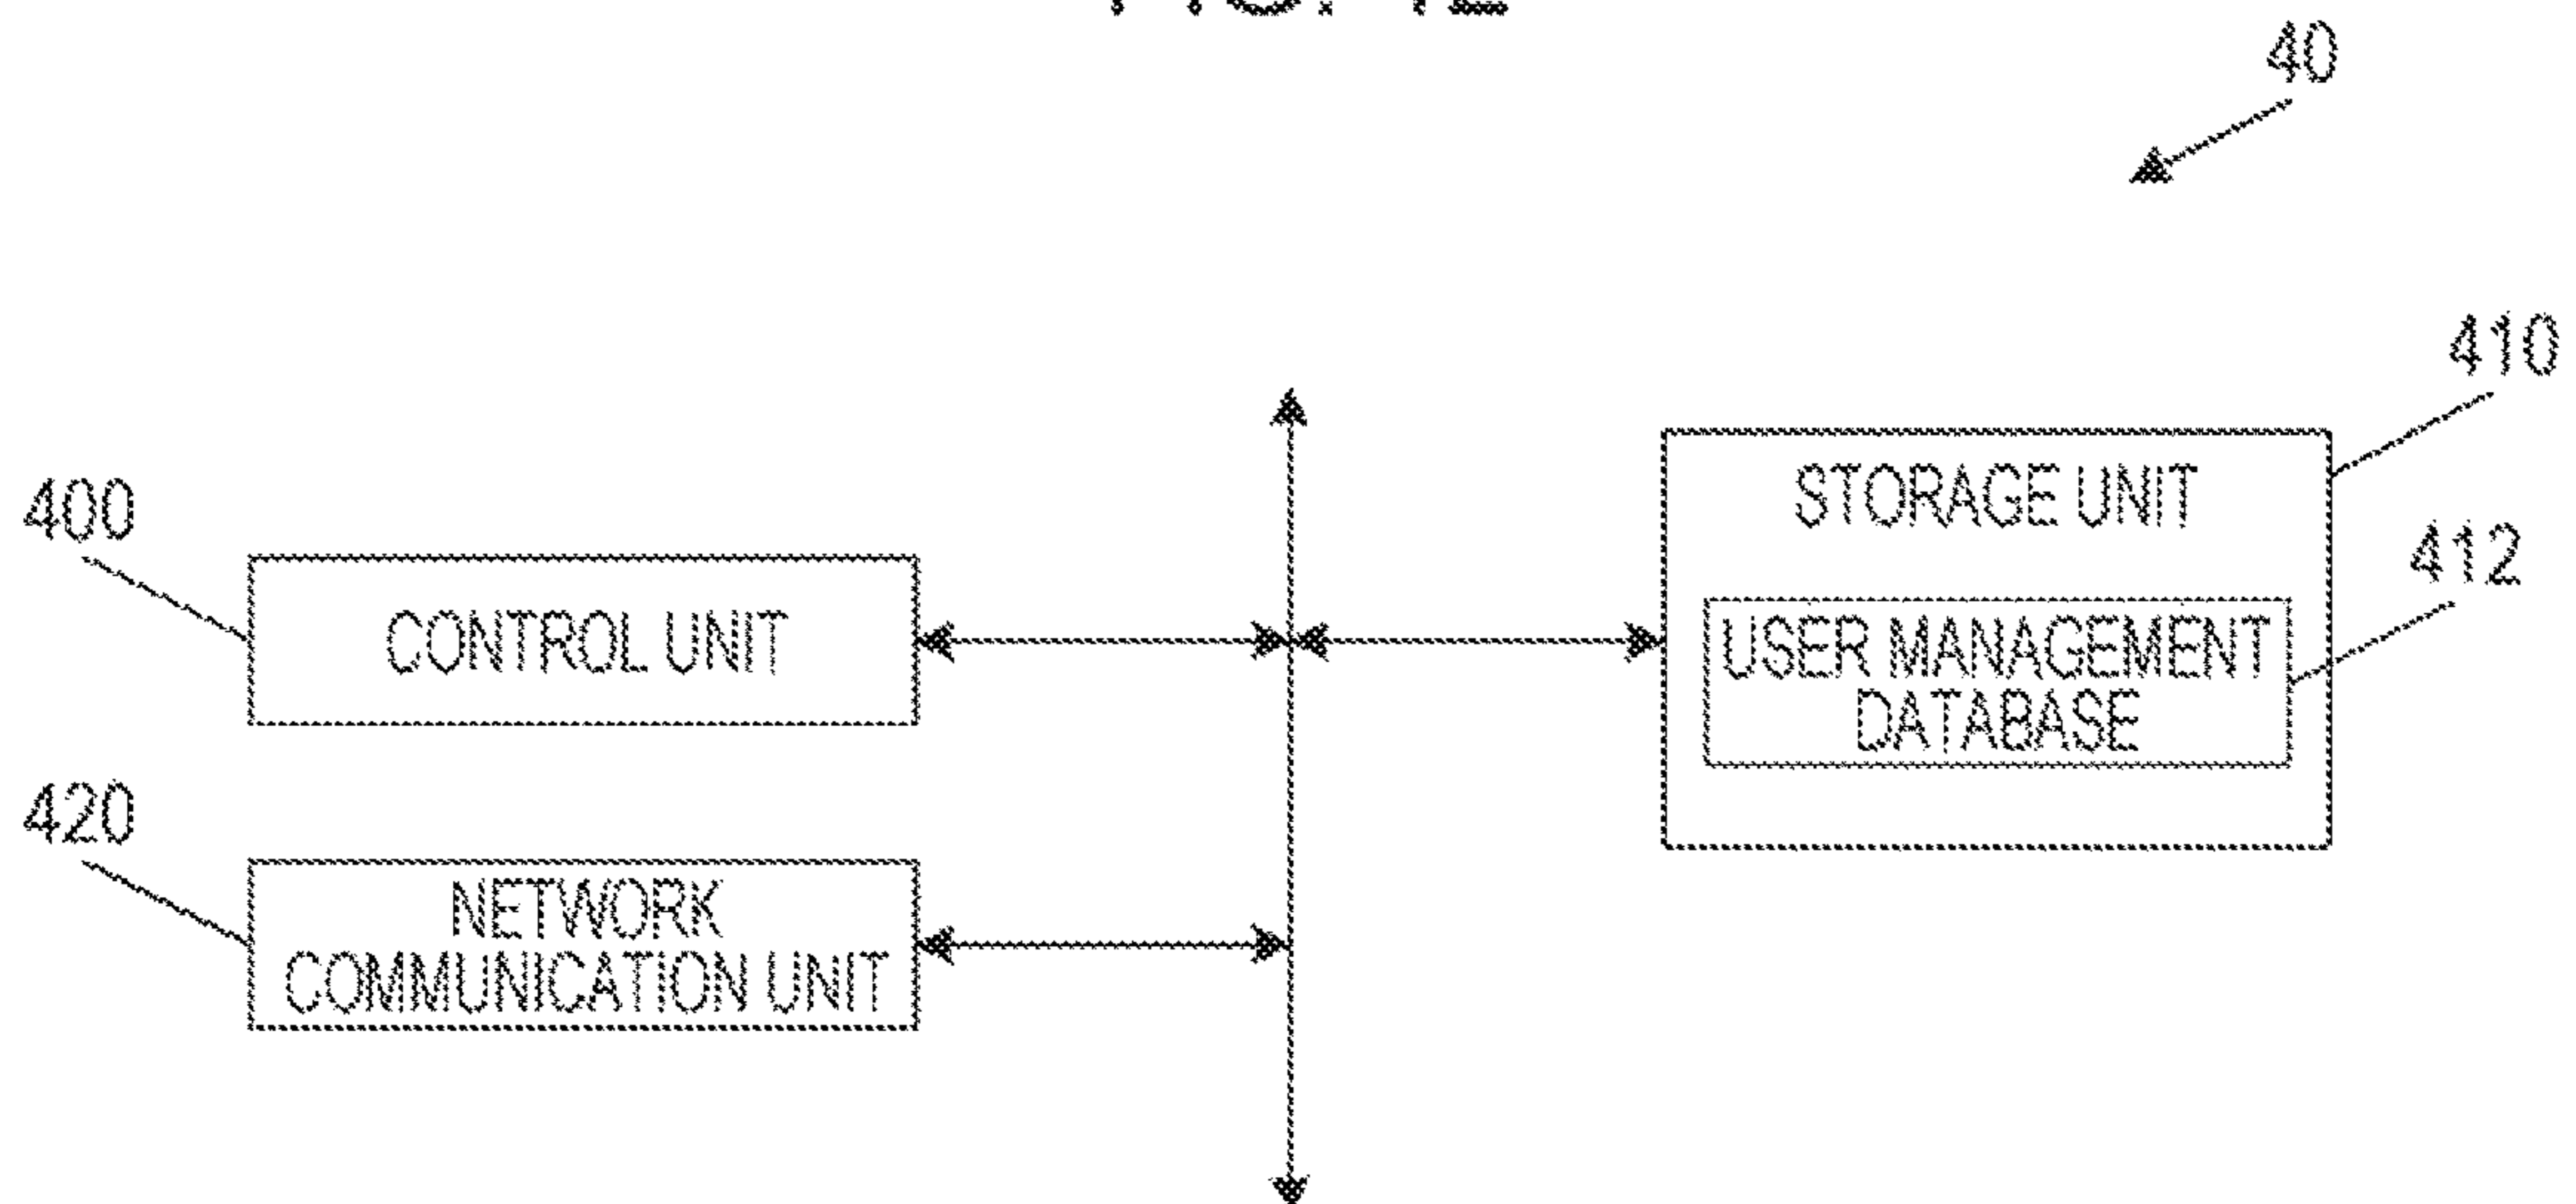 40
410
STORAGE UNIT
400
412
CONTROL UNIT
USER MANAGEMENT
DATABASE
420
NETWORK
COMMUNICATION UNIT